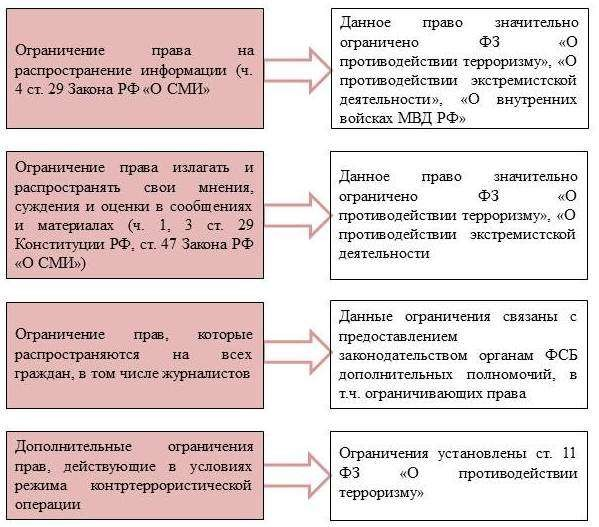 Ограничение права на
распространение информации (ч.
4 ст. 29 Закона РФ «О СМИ»
Данное право значительно
ограничено ФЗ «О
противодействии терроризму», «О
противодействии экстремистской
деятельности», «О внутренних
войсках МВД РФ»
Ограничение права излагать и
распространять свои мнения,
суждения и оценки в сообщениях
и материалах (ч. 1, 3 ст. 29
Конституции РФ, ст. 47 Закона РФ
«О СМИ»)
Данное право значительно
ограничено ФЗ «О
противодействии терроризму», «О
противодействии экстремистской
деятельности
Ограничение прав, которые
распространяются на всех
граждан, в том числе журналистов
Данные ограничения связаны с
предоставлением
законодательством органам ФСБ
дополнительных полномочий, в
т.ч. ограничивающих права
Дополнительные ограничения
прав, действующие в условиях
режима контртеррористической
операции
Ограничения установлены ст. 11
ФЗ «О противодействии
терроризму»